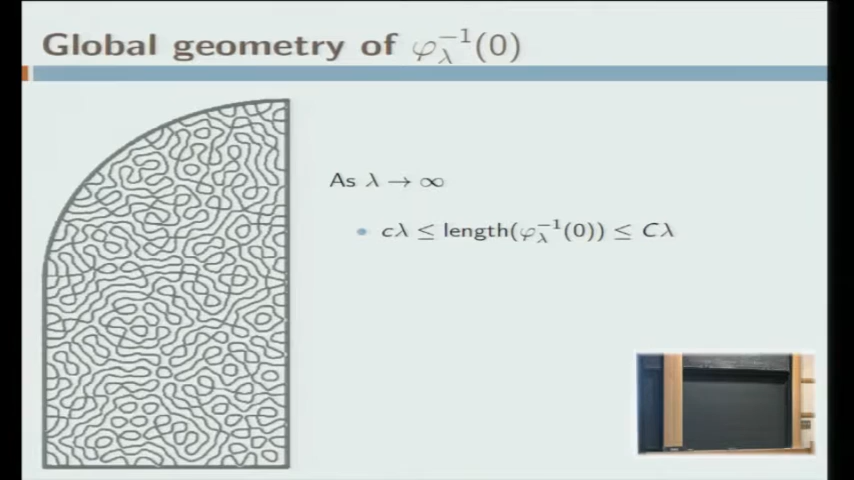 Global geometry of φ_λ^{-1}(0)
As λ → ∞
• cλ ≤ length(φ_λ^{-1}(0)) ≤ Cλ